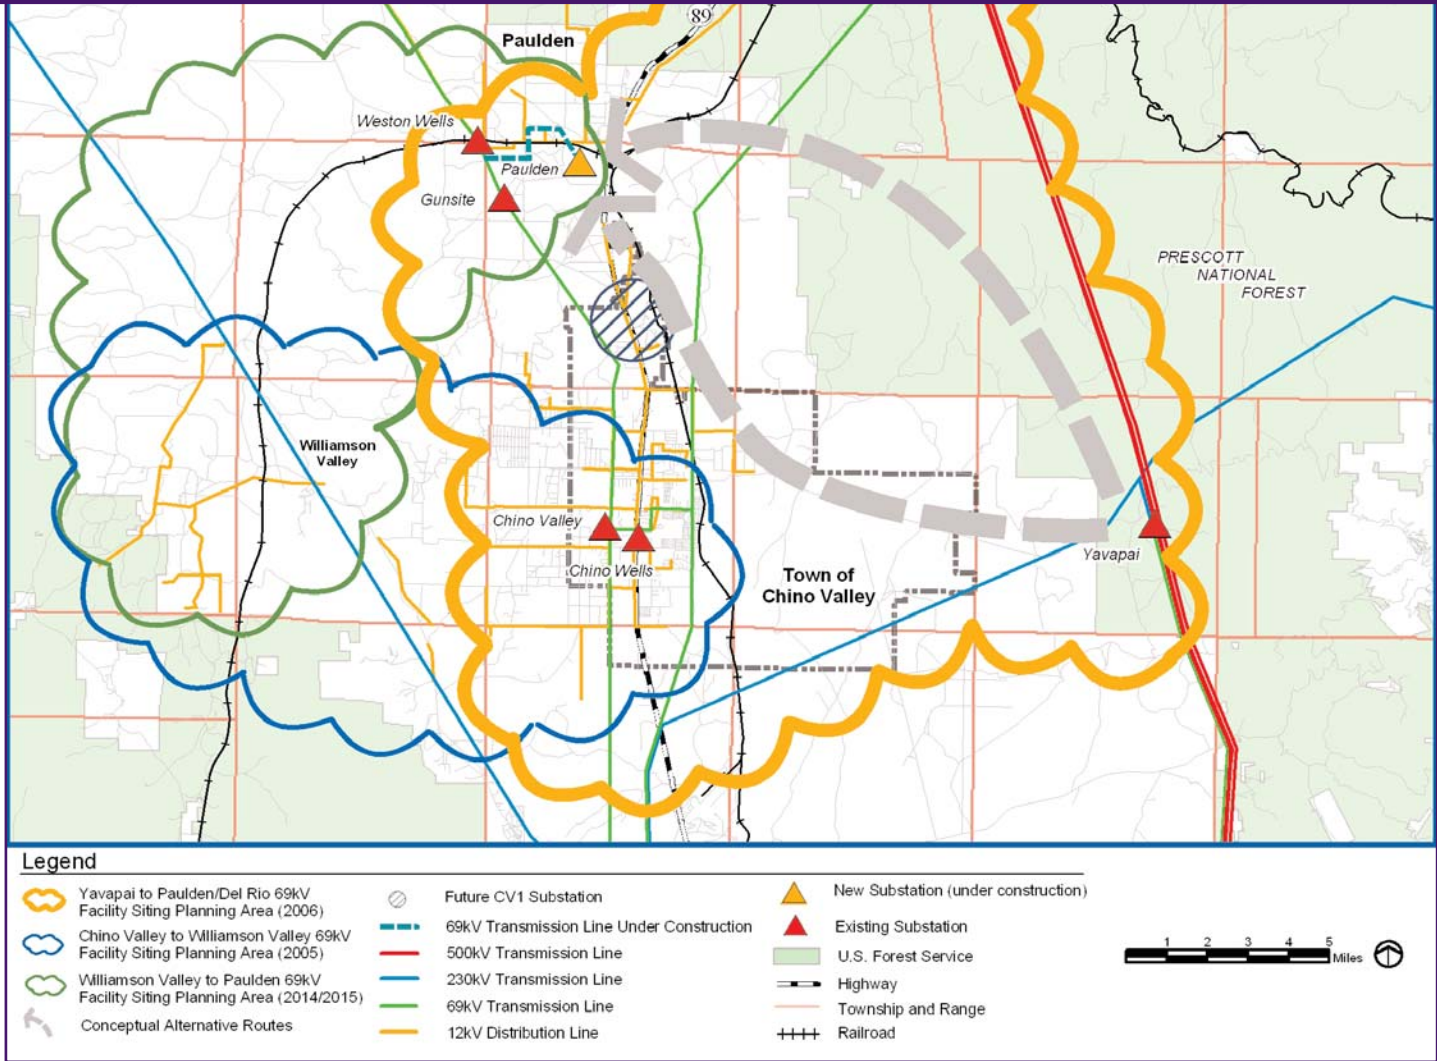 89
Paulden
Weston Wells
Paulden
Gunsite
PRESCOTT
NATIONAL
FOREST
Williamson
Valley
Chino Valley
Chino Wells
Yavapai
Town of
Chino Valley
Legend
Yavapai to Paulden/Del Rio 69kV
Facility Siting Planning Area (2006)
Chino Valley to Williamson Valley 69kV
Facility Siting Planning Area (2005)
Williamson Valley to Paulden 69kV
Facility Siting Planning Area (2014/2015)
Conceptual Alternative Routes
Future CV1 Substation
69kV Transmission Line Under Construction
500kV Transmission Line
230kV Transmission Line
69kV Transmission Line
12kV Distribution Line
New Substation (under construction)
Existing Substation
U.S. Forest Service
Highway
Township and Range
Railroad
1 2 3 4 5
Miles